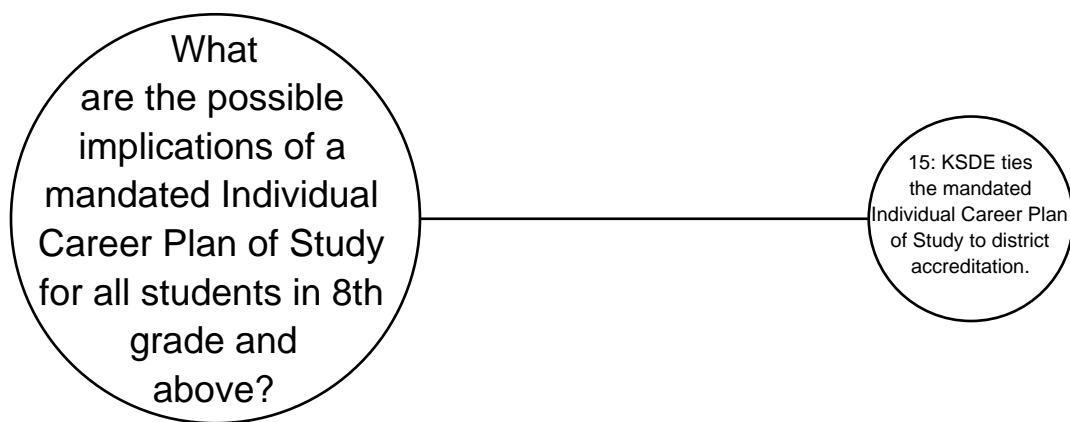 What
are the possible
implications of a
mandated Individual
Career Plan of Study
for all students in 8th
grade and
above?
15: KSDE ties
the mandated
Individual Career Plan
of Study to district
accreditation.